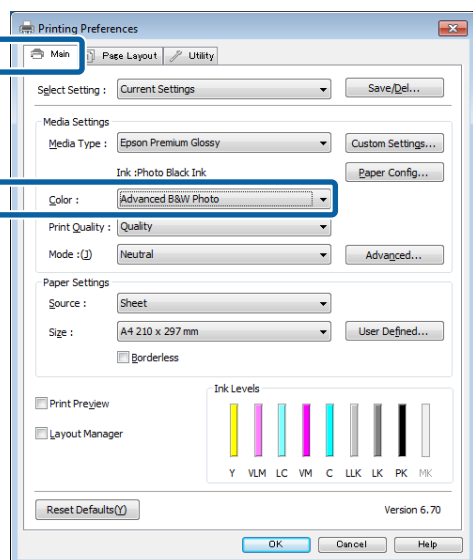 Printing Preferences
Main Page Layout Utility
Select Setting : Current Settings Save/Del...
Media Settings
Media Type : Epson Premium Glossy Custom Settings...
Ink :Photo Black Ink Paper Config...
Color : Advanced B&W Photo
Print Quality : Quality
Mode :(J) Neutral Advanced...
Paper Settings
Source : Sheet
Size : A4 210 x 297 mm User Defined...
Borderless
Ink Levels
Print Preview
Layout Manager
Y VLM LC VM C LLK LK PK MK
Reset Defaults(Y) Version 6.70
OK Cancel Help